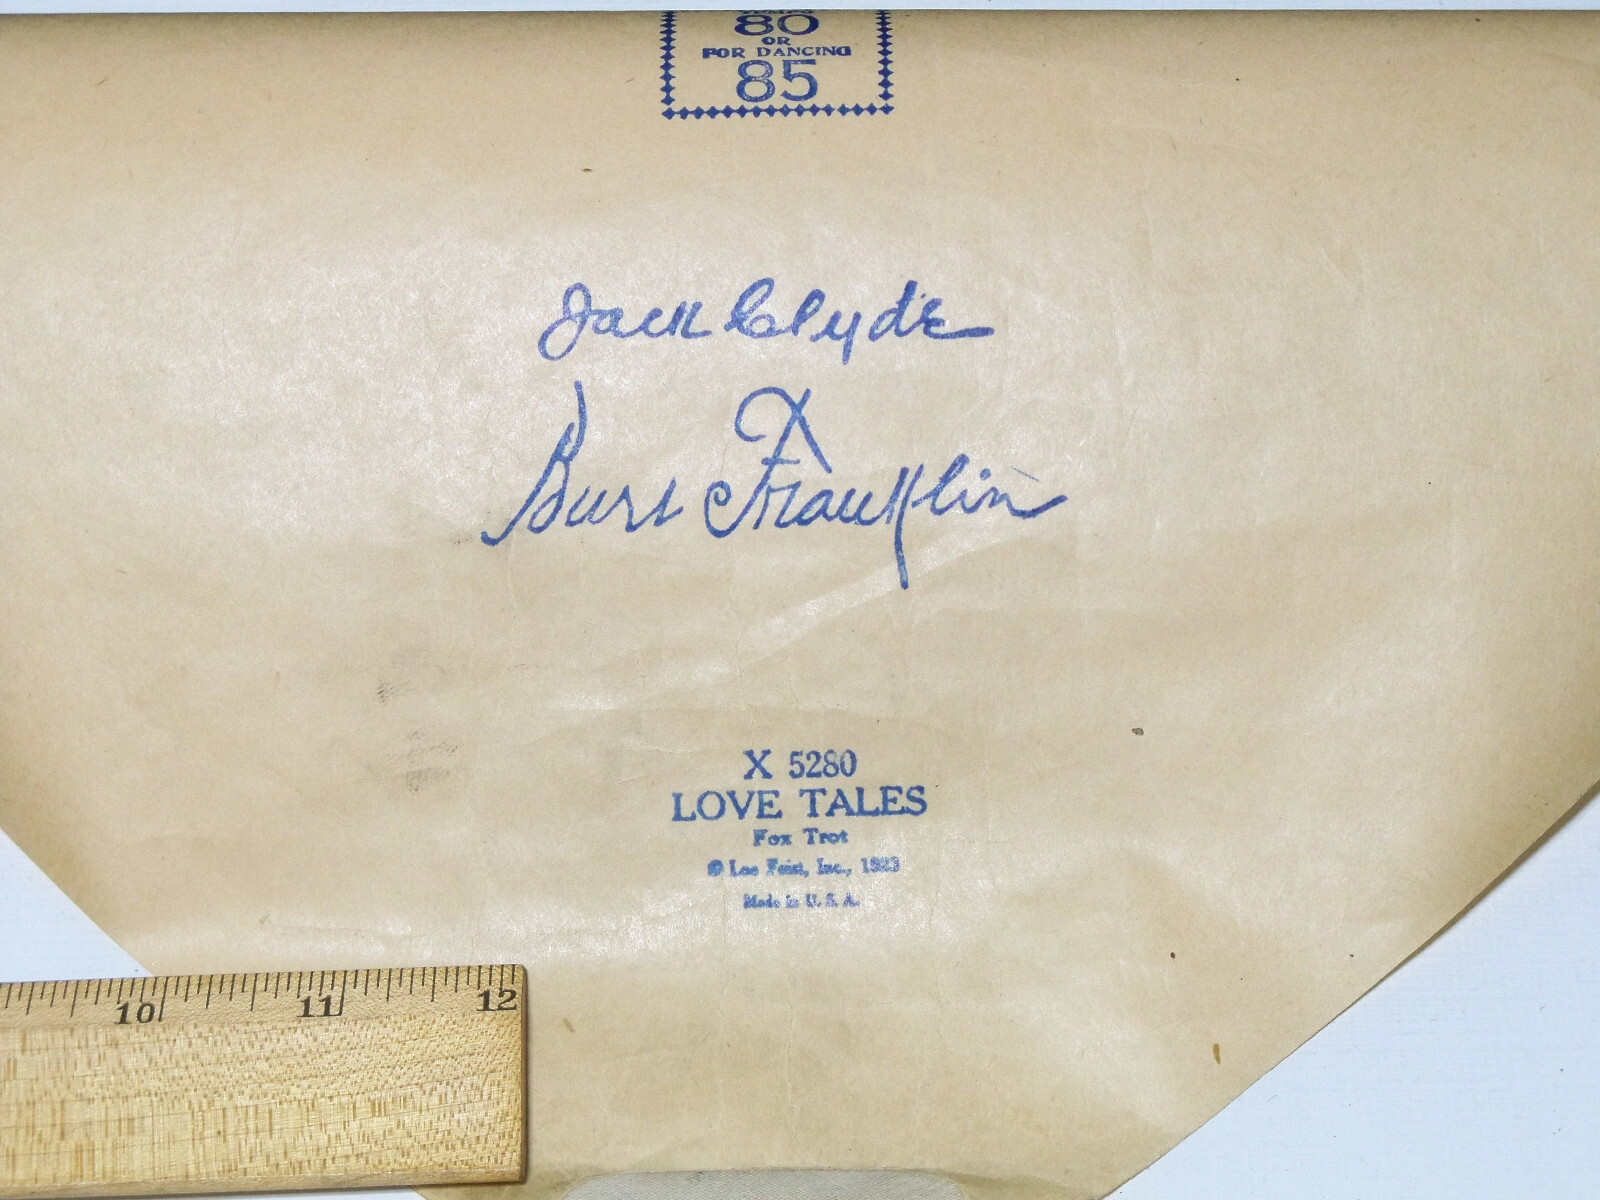 80
OR
FOR DANCING
85
Jack Clyde
Burt Franklin
X 5280
LOVE TALES
Fox Trot
© Leo Feist, Inc., 1923
Made in U. S. A.
10 11 12